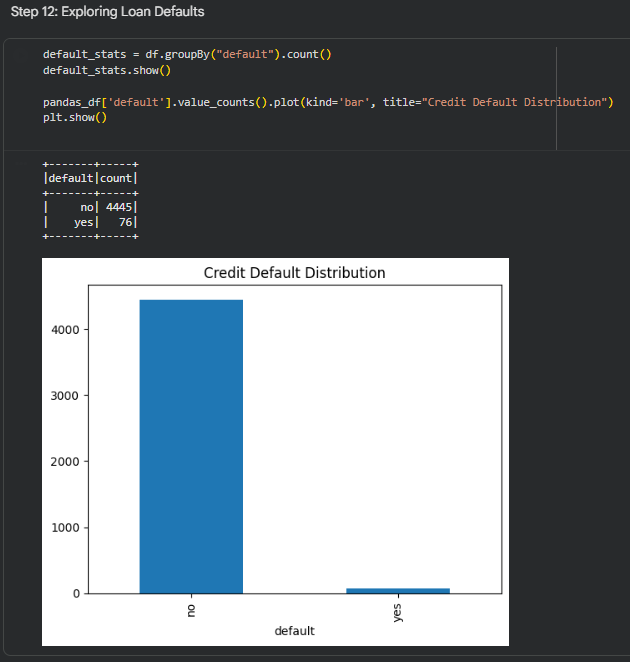 Step 12: Exploring Loan Defaults
default_stats = df.groupBy("default").count()
default_stats.show()
pandas_df['default'].value_counts().plot(kind='bar', title="Credit Default Distribution")
plt.show()
+-------+-----+
|default|count|
+-------+-----+
|     no| 4445|
|    yes|   76|
+-------+-----+
Credit Default Distribution
4000
3000
2000
1000
0
no
yes
default